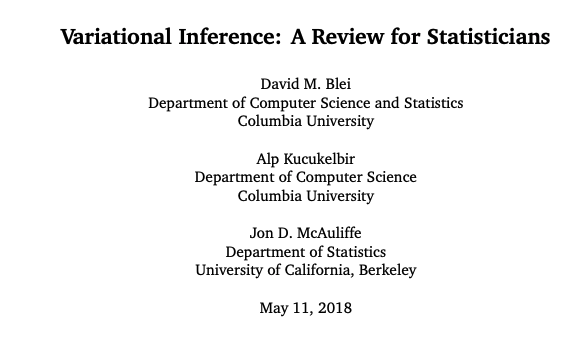 Variational Inference: A Review for Statisticians
David M. Blei
Department of Computer Science and Statistics
Columbia University
Alp Kucukelbir
Department of Computer Science
Columbia University
Jon D. McAuliffe
Department of Statistics
University of California, Berkeley
May 11, 2018